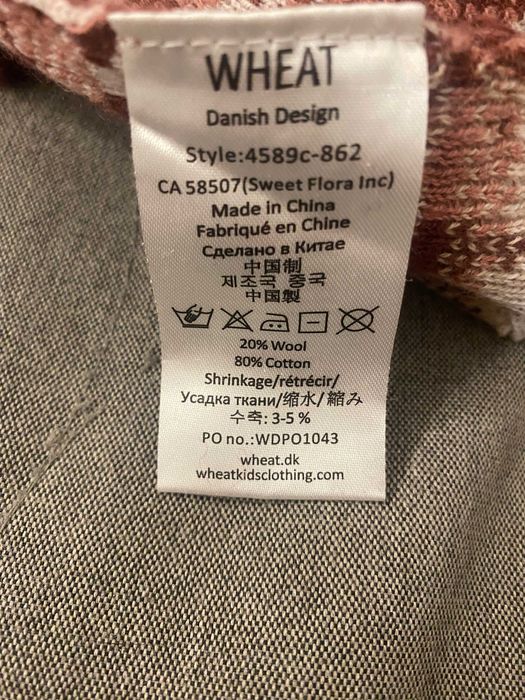 WHEAT
Danish Design
Style:4589c-862
CA 58507(Sweet Flora Inc)
Made in China
Fabriqué en Chine
Сделано в Китае
中国制
제조국 중국
中国製
20% Wool
80% Cotton
Shrinkage/rétrécir/
Усадка ткани/缩水/縮み
수축: 3-5 %
PO no.:WDPO1043
wheat.dk
wheatkidsclothing.com